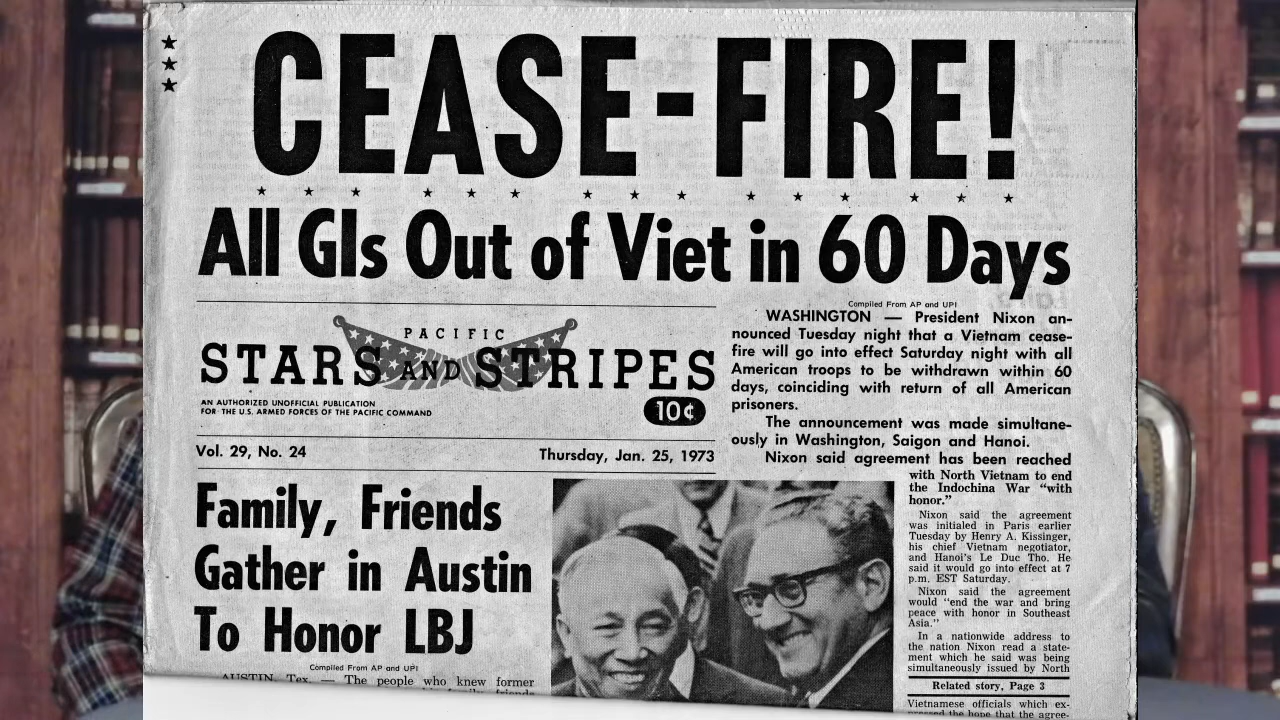 CEASE-FIRE!
All GIs Out of Viet in 60 Days
PACIFIC
STARS AND STRIPES
AN AUTHORIZED UNOFFICIAL PUBLICATION
FOR THE U.S. ARMED FORCES OF THE PACIFIC COMMAND
10¢
Vol. 29, No. 24
Thursday, Jan. 25, 1973
Compiled From AP and UPI
WASHINGTON — President Nixon an-
nounced Tuesday night that a Vietnam cease-
fire will go into effect Saturday night with all
American troops to be withdrawn within 60
days, coinciding with return of all American
prisoners.
The announcement was made simultane-
ously in Washington, Saigon and Hanoi.
Nixon said agreement has been reached
with North Vietnam to end
the Indochina War “with
honor.”
Nixon said the agreement
was initialed in Paris earlier
Tuesday by Henry A. Kissinger,
his chief Vietnam negotiator,
and Hanoi's Le Duc Tho. He
said it would go into effect at 7
p.m. EST Saturday.
Nixon said the agreement
would “end the war and bring
peace with honor in Southeast
Asia.”
In a nationwide address to
the nation Nixon read a state-
ment which he said was being
simultaneously issued by North
Related story, Page 3
Vietnamese officials which ex-
pressed the hope that the agree-
Family, Friends
Gather in Austin
To Honor LBJ
Compiled From AP and UPI
AUSTIN, Tex. — The people who knew former